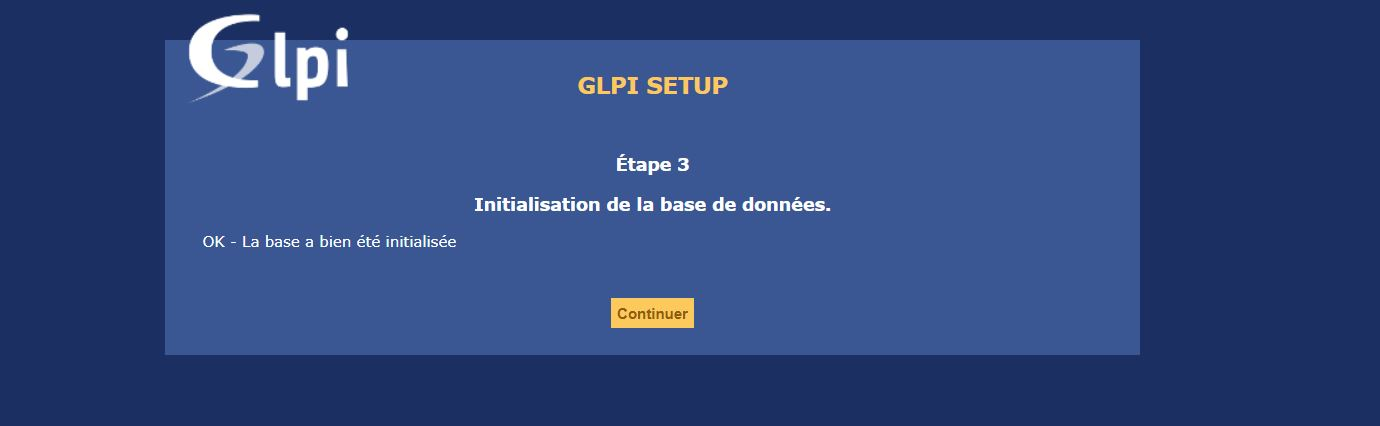 Glpi
GLPI SETUP
Étape 3
Initialisation de la base de données.
OK - La base a bien été initialisée
Continuer